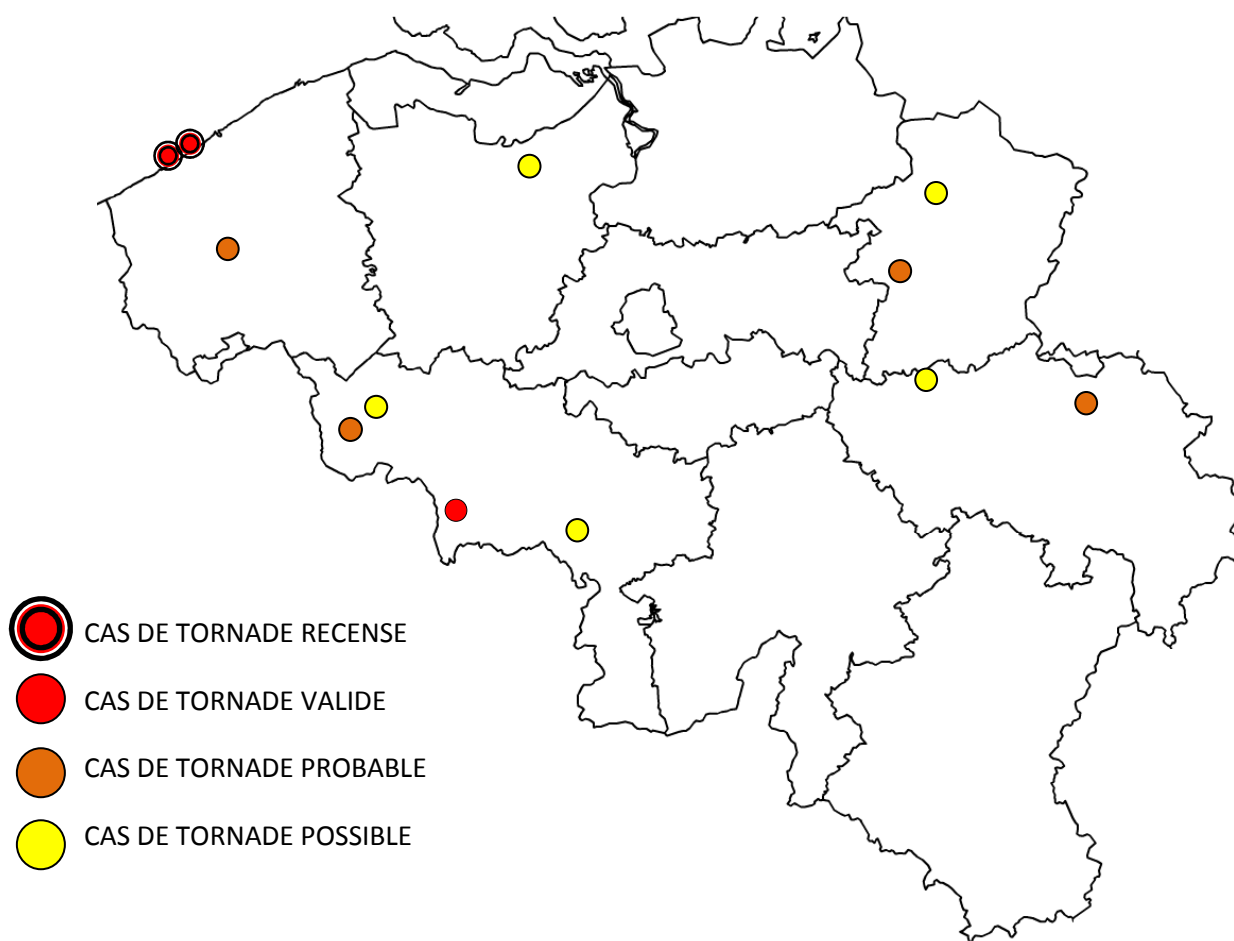 CAS DE TORNADE RECENSE
CAS DE TORNADE VALIDE
CAS DE TORNADE PROBABLE
CAS DE TORNADE POSSIBLE